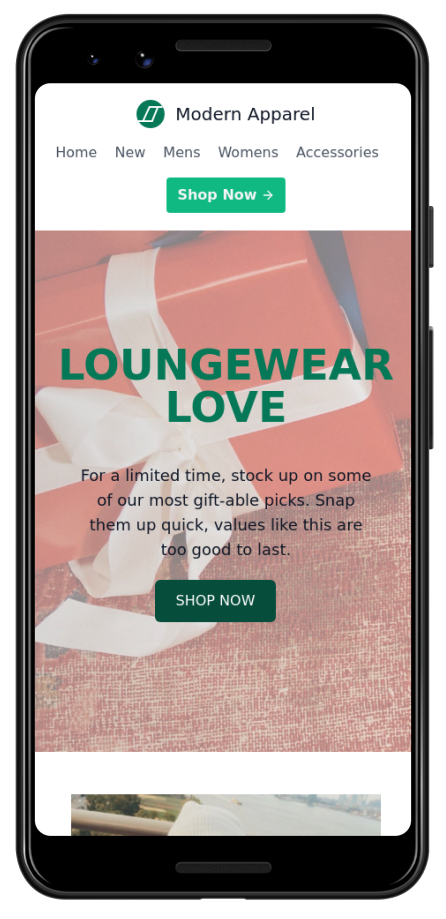 Modern Apparel
Home New Mens Womens Accessories
Shop Now →
LOUNGEWEAR
LOVE
For a limited time, stock up on some
of our most gift-able picks. Snap
them up quick, values like this are
too good to last.
SHOP NOW